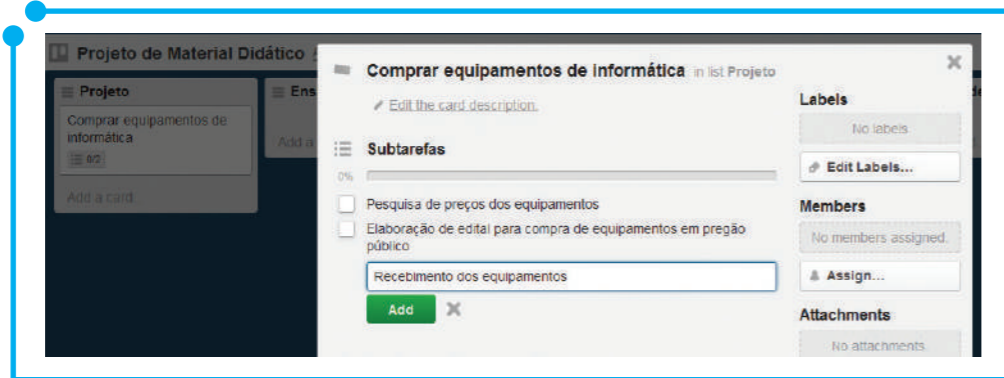 Projeto de Material Didático
Projeto
Comprar equipamentos de
informática
0/2
Add a card
Ens
Add a
Comprar equipamentos de informática in list Projeto
Edit the card description.
Subtarefas
0%
Pesquisa de preços dos equipamentos
Elaboração de edital para compra de equipamentos em pregão
público
Recebimento dos equipamentos
Add
Labels
No labels
Edit Labels...
Members
No members assigned.
Assign...
Attachments
No attachments